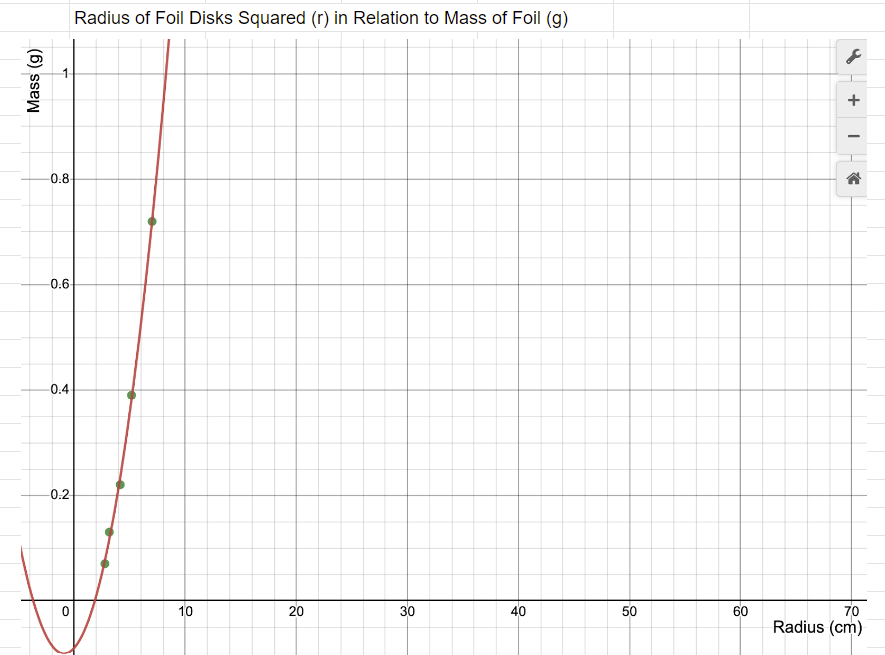 Radius of Foil Disks Squared (r) in Relation to Mass of Foil (g)
Mass (g)
1
0.8
0.6
0.4
0.2
0 10 20 30 40 50 60 70
Radius (cm)